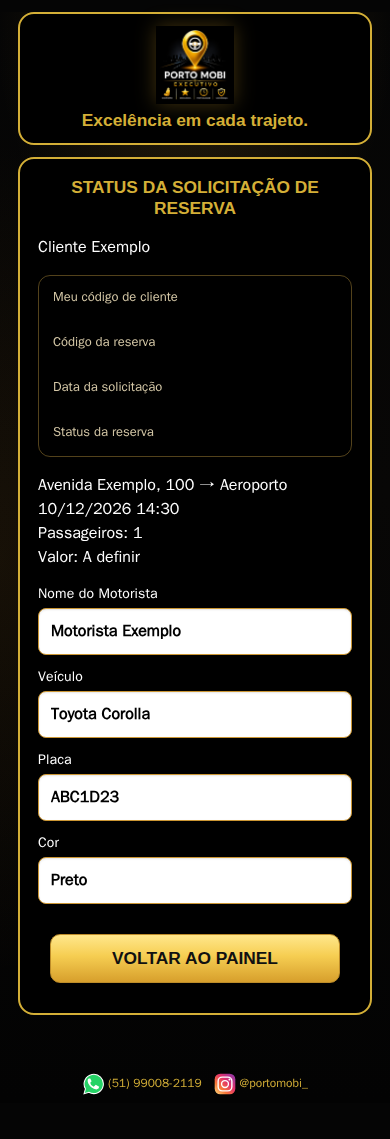 PORTO MOBI
EXECUTIVO
Excelência em cada trajeto.
STATUS DA SOLICITAÇÃO DE
RESERVA
Cliente Exemplo
Meu código de cliente
Código da reserva
Data da solicitação
Status da reserva
Avenida Exemplo, 100 → Aeroporto
10/12/2026 14:30
Passageiros: 1
Valor: A definir
Nome do Motorista
Motorista Exemplo
Veículo
Toyota Corolla
Placa
ABC1D23
Cor
Preto
VOLTAR AO PAINEL
(51) 99008-2119 @portomobi_